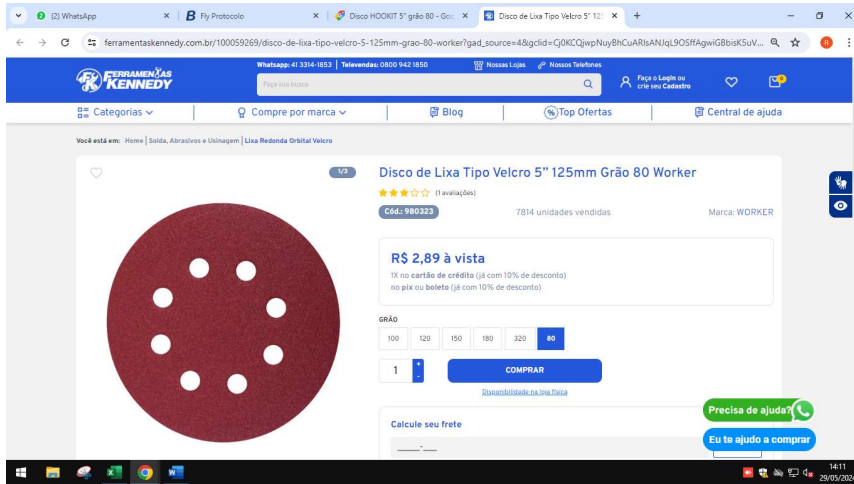 (2) WhatsApp
Fly Protocolo
Disco HOOKIT 5" grão 80 - Goo
Disco de Lixa Tipo Velcro 5" 12
ferramentaskennedy.com.br/100059269/disco-de-lixa-tipo-velcro-5-125mm-grao-80-worker?gad_source=4&gclid=Cj0KCQjwpNuyBhCuARIsANJqL9OSffAgwiGBbisK5uV...
R
Whatsapp: 41 3314-1853 | Televendas: 0800 942 1850
Nossas Lojas
Nossos Telefones
FERRAMENTAS
KENNEDY
Faça sua busca
Faça o Login ou
crie seu Cadastro
0
Categorias
Compre por marca
Blog
% Top Ofertas
Central de ajuda
Você está em: Home | Solda, Abrasivos e Usinagem | Lixa Redonda Orbital Velcro
1/3
Disco de Lixa Tipo Velcro 5" 125mm Grão 80 Worker
(1 avaliações)
Cód.: 980323
7814 unidades vendidas
Marca: WORKER
R$ 2,89 à vista
1X no cartão de crédito (já com 10% de desconto)
no pix ou boleto (já com 10% de desconto)
GRÃO
100 120 150 180 320 80
1
+
-
COMPRAR
Disponibilidade na loja física
Calcule seu frete
_____-___
Precisa de ajuda?
Eu te ajudo a comprar
14:11
29/05/202